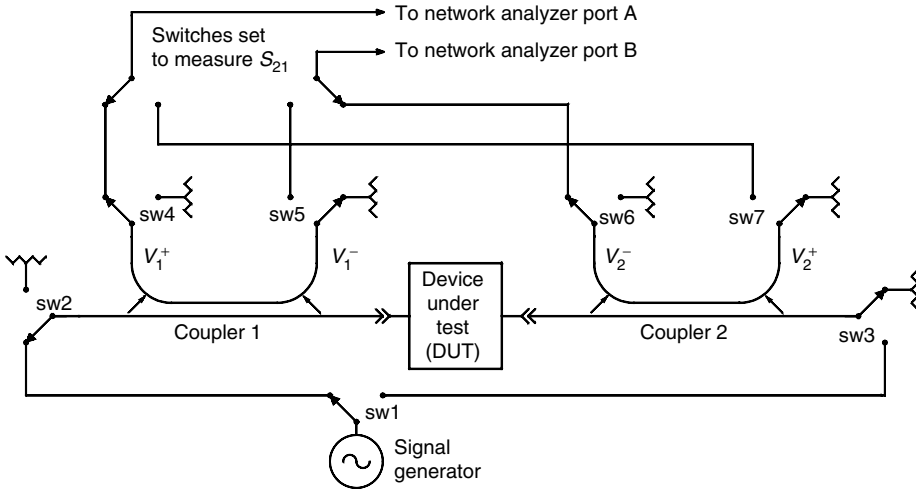 To network analyzer port A
Switches set
to measure S21
To network analyzer port B
sw4
sw5
sw6
sw7
V1+
V1−
V2−
V2+
sw2
Device
under
test
(DUT)
Coupler 1
Coupler 2
sw3
sw1
Signal
generator